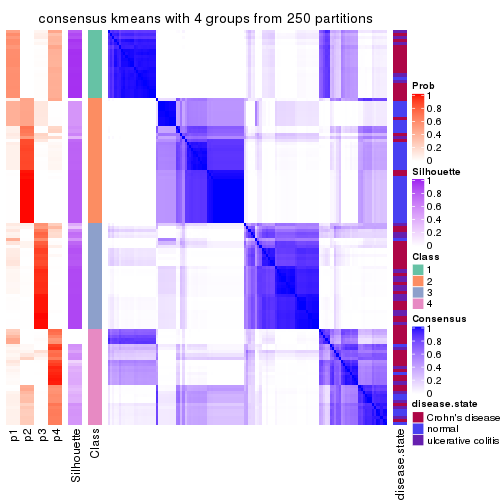 consensus kmeans with 4 groups from 250 partitions
Prob
1
0.8
0.6
0.4
0.2
0
Silhouette
1
0.8
0.6
0.4
0.2
0
Class
1
2
3
4
Consensus
1
0.8
0.6
0.4
0.2
0
disease.state
Crohn's disease
normal
ulcerative colitis
p1
p2
p3
p4
Silhouette
Class
disease.state